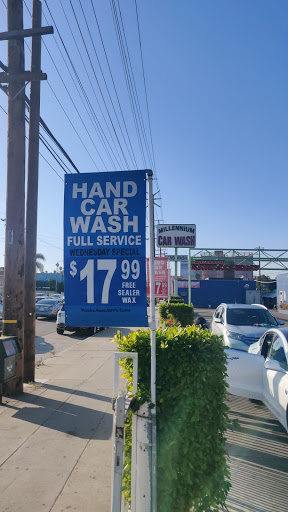 HAND
CAR
WASH
FULL SERVICE
WEDNESDAY SPECIAL
$17.99
FREE
SEALER
WAX
MILLENNIUM
CAR WASH